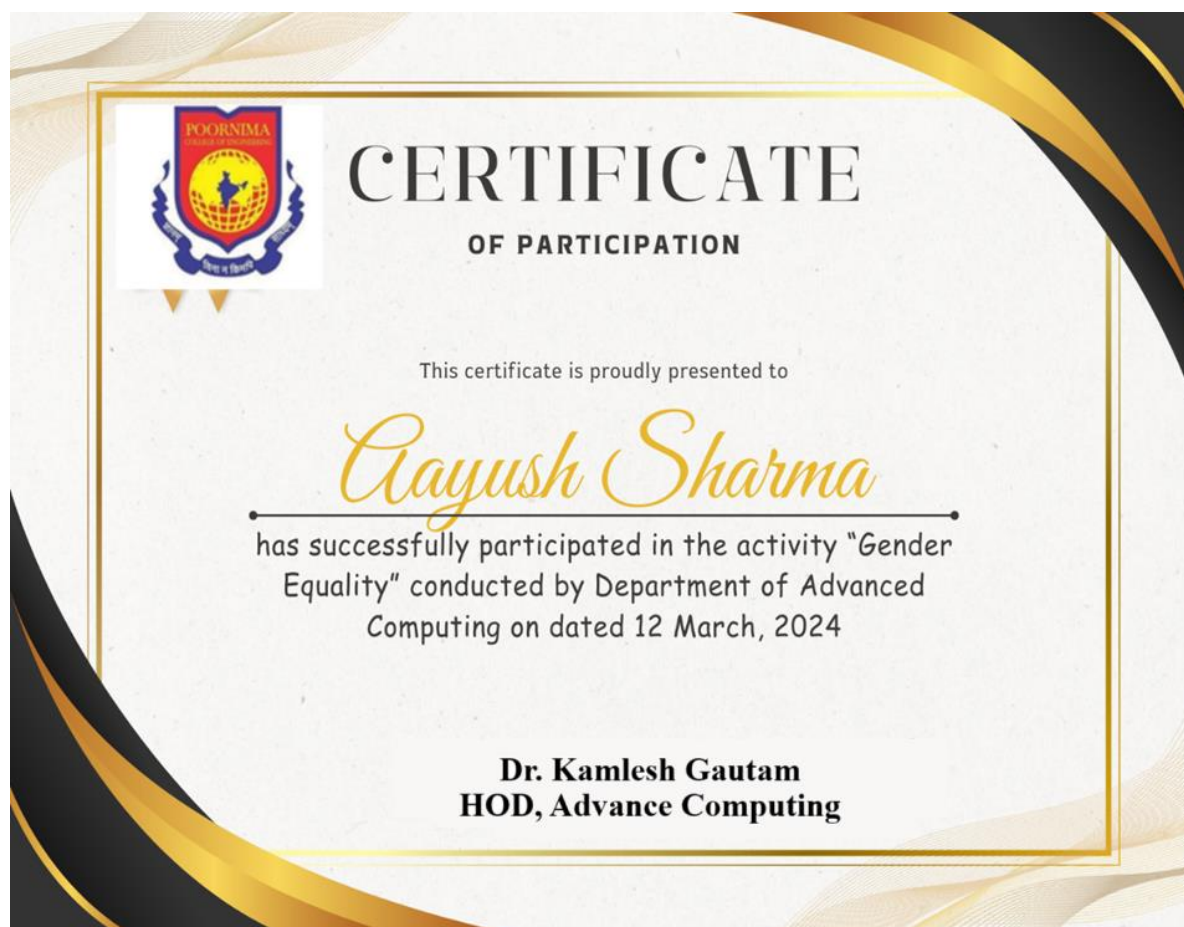 POORNIMA
COLLEGE OF ENGINEERING
CERTIFICATE
OF PARTICIPATION
This certificate is proudly presented to
Aayush Sharma
has successfully participated in the activity “Gender
Equality” conducted by Department of Advanced
Computing on dated 12 March, 2024
Dr. Kamlesh Gautam
HOD, Advance Computing